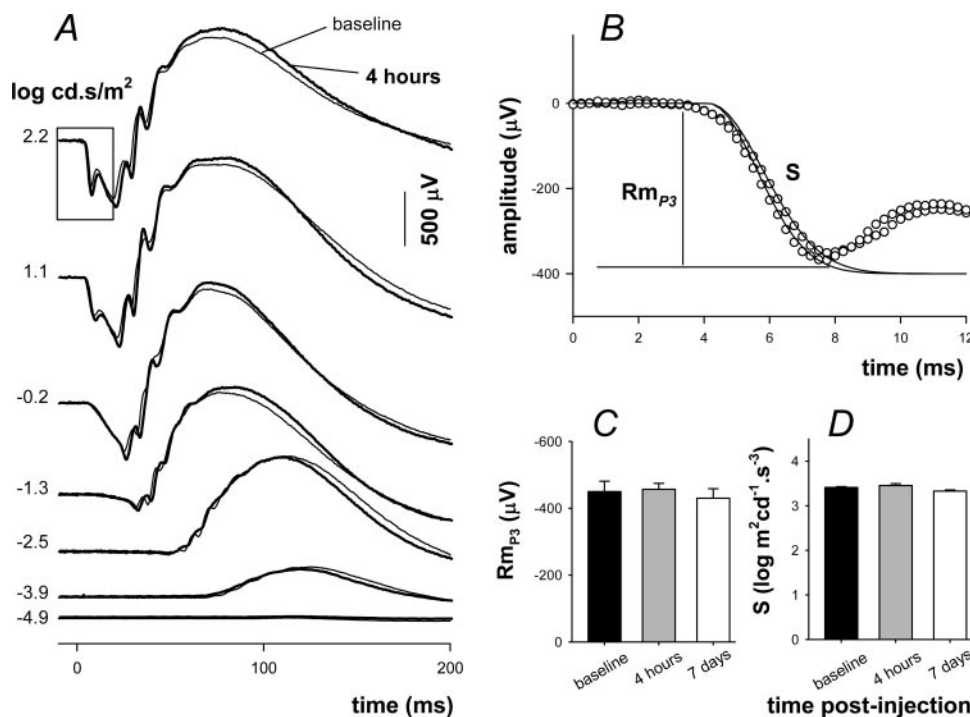 A
baseline
4 hours
log cd.s/m²
2.2
1.1
-0.2
-1.3
-2.5
-3.9
-4.9
500 µV
0
100
200
time (ms)
B
amplitude (µV)
0
-200
-400
RmP3
S
0
2
4
6
8
10
12
time (ms)
C
RmP3 (µV)
-600
-400
-200
0
baseline
4 hours
7 days
D
S (log m²cd⁻¹.s⁻³)
4
3
2
1
0
baseline
4 hours
7 days
time post-injection